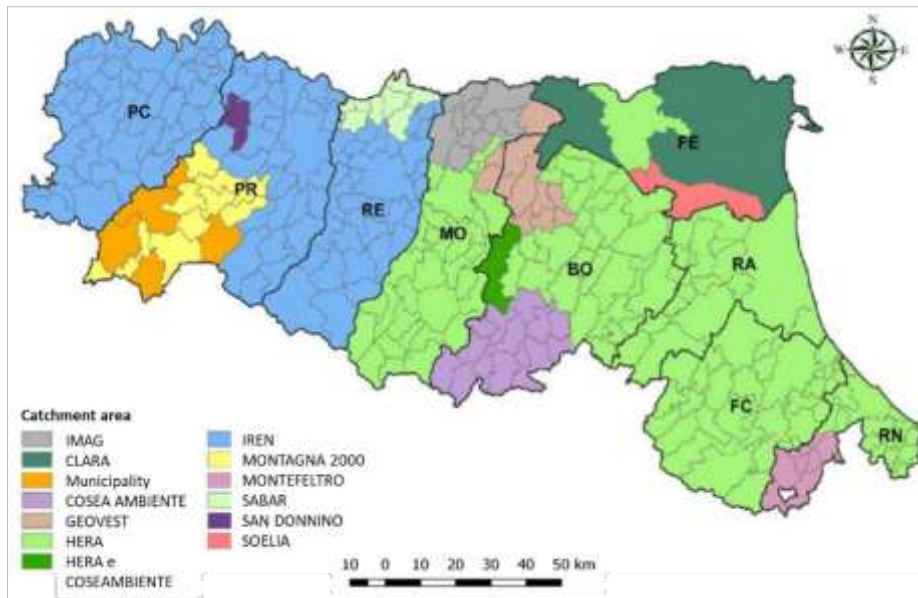 N
W E
S
PC
FE
PR
RE
MO
BO
RA
FC
RN
Catchment area
IMAG
CLARA
Municipality
COSEA AMBIENTE
GEOVEST
HERA
HERA e
COSEAMBIENTE
IREN
MONTAGNA 2000
MONTEFELTRO
SABAR
SAN DONNINO
SOELIA
10 0 10 20 30 40 50 km